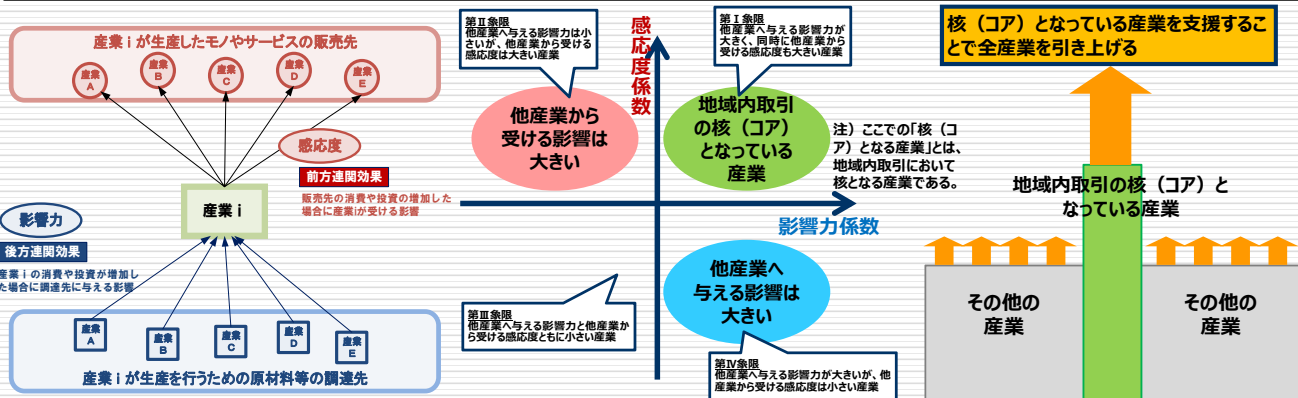 産業ｉが生産したモノやサービスの販売先
産業
A
産業
B
産業
C
産業
D
産業
E
感応度
前方連関効果
販売先の消費や投資の増加した
場合に産業iが受ける影響
産業ｉ
影響力
後方連関効果
産業ｉの消費や投資が増加し
た場合に調達先に与える影響
産業
A
産業
B
産業
C
産業
D
産業
E
産業ｉが生産を行うための原材料等の調達先
第Ⅱ象限
他産業へ与える影響力は小
さいが、他産業から受ける
感応度は大きい産業
感応度係数
第Ⅰ象限
他産業へ与える影響力が
大きく、同時に他産業から
受ける感応度も大きい産業
他産業から
受ける影響は
大きい
地域内取引
の核（コア）
となっている
産業
注）ここでの「核（コ
ア）となる産業」とは、
地域内取引において
核となる産業である。
影響力係数
第Ⅲ象限
他産業へ与える影響力と他産業か
ら受ける感応度ともに小さい産業
他産業へ
与える影響は
大きい
第Ⅳ象限
他産業へ与える影響力が大きいが、他
産業から受ける感応度は小さい産業
核（コア）となっている産業を支援するこ
とで全産業を引き上げる
地域内取引の核（コア）と
なっている産業
その他の
産業
その他の
産業